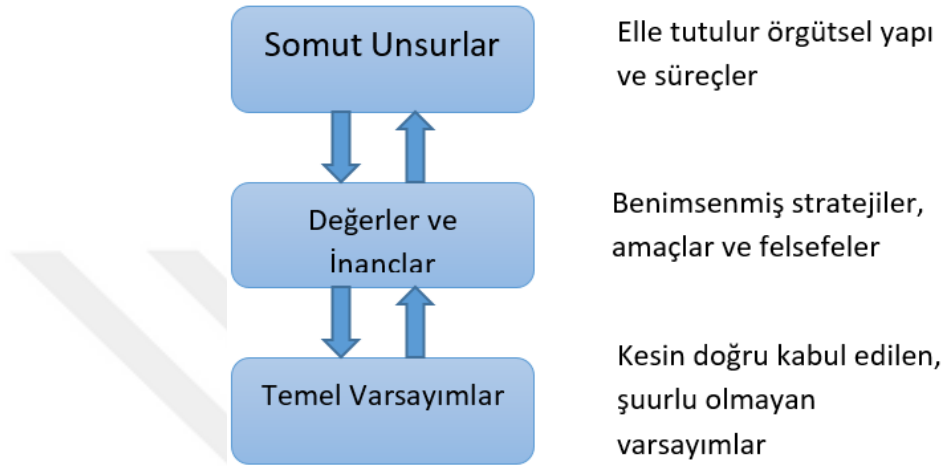 Somut Unsurlar
Elle tutulur örgütsel yapı
ve süreçler
Değerler ve
İnançlar
Benimsenmiş stratejiler,
amaçlar ve felsefeler
Temel Varsayımlar
Kesin doğru kabul edilen,
şuurlu olmayan
varsayımlar